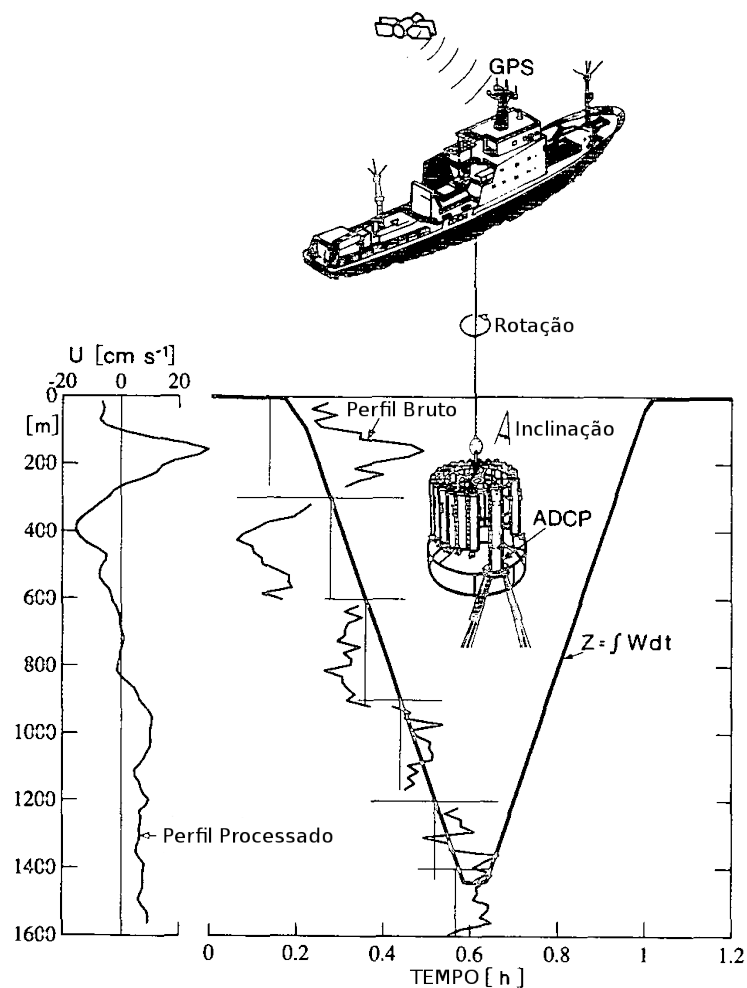 GPS
Rotação
U [cm s⁻¹]
-20 0 20
0
[m]
200
400
600
800
1000
1200
1400
1600
Perfil Bruto
Inclinação
ADCP
Z = ∫ Wdt
Perfil Processado
0 0.2 0.4 0.6 0.8 1 1.2
TEMPO [h]